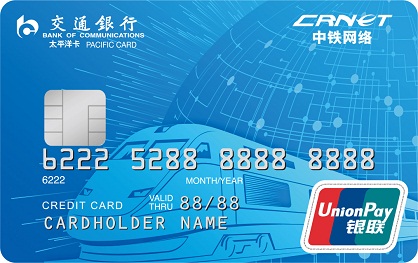 交通銀行
BANK OF COMMUNICATIONS
太平洋卡 PACIFIC CARD
CRNET
中铁网络
6222 5288 8888 8888
6222
MONTH/YEAR
CREDIT CARD VALID THRU 88/88
CARDHOLDER NAME
UnionPay
银联